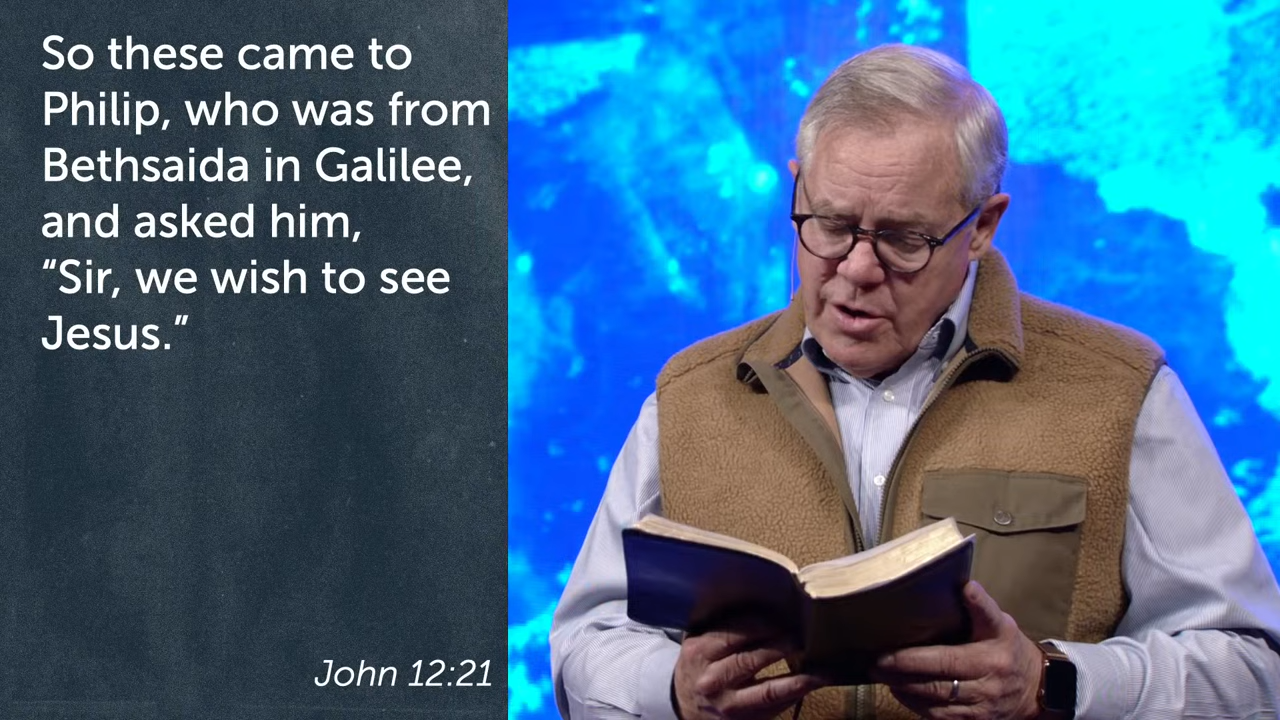 So these came to
Philip, who was from
Bethsaida in Galilee,
and asked him,
“Sir, we wish to see
Jesus.”
John 12:21